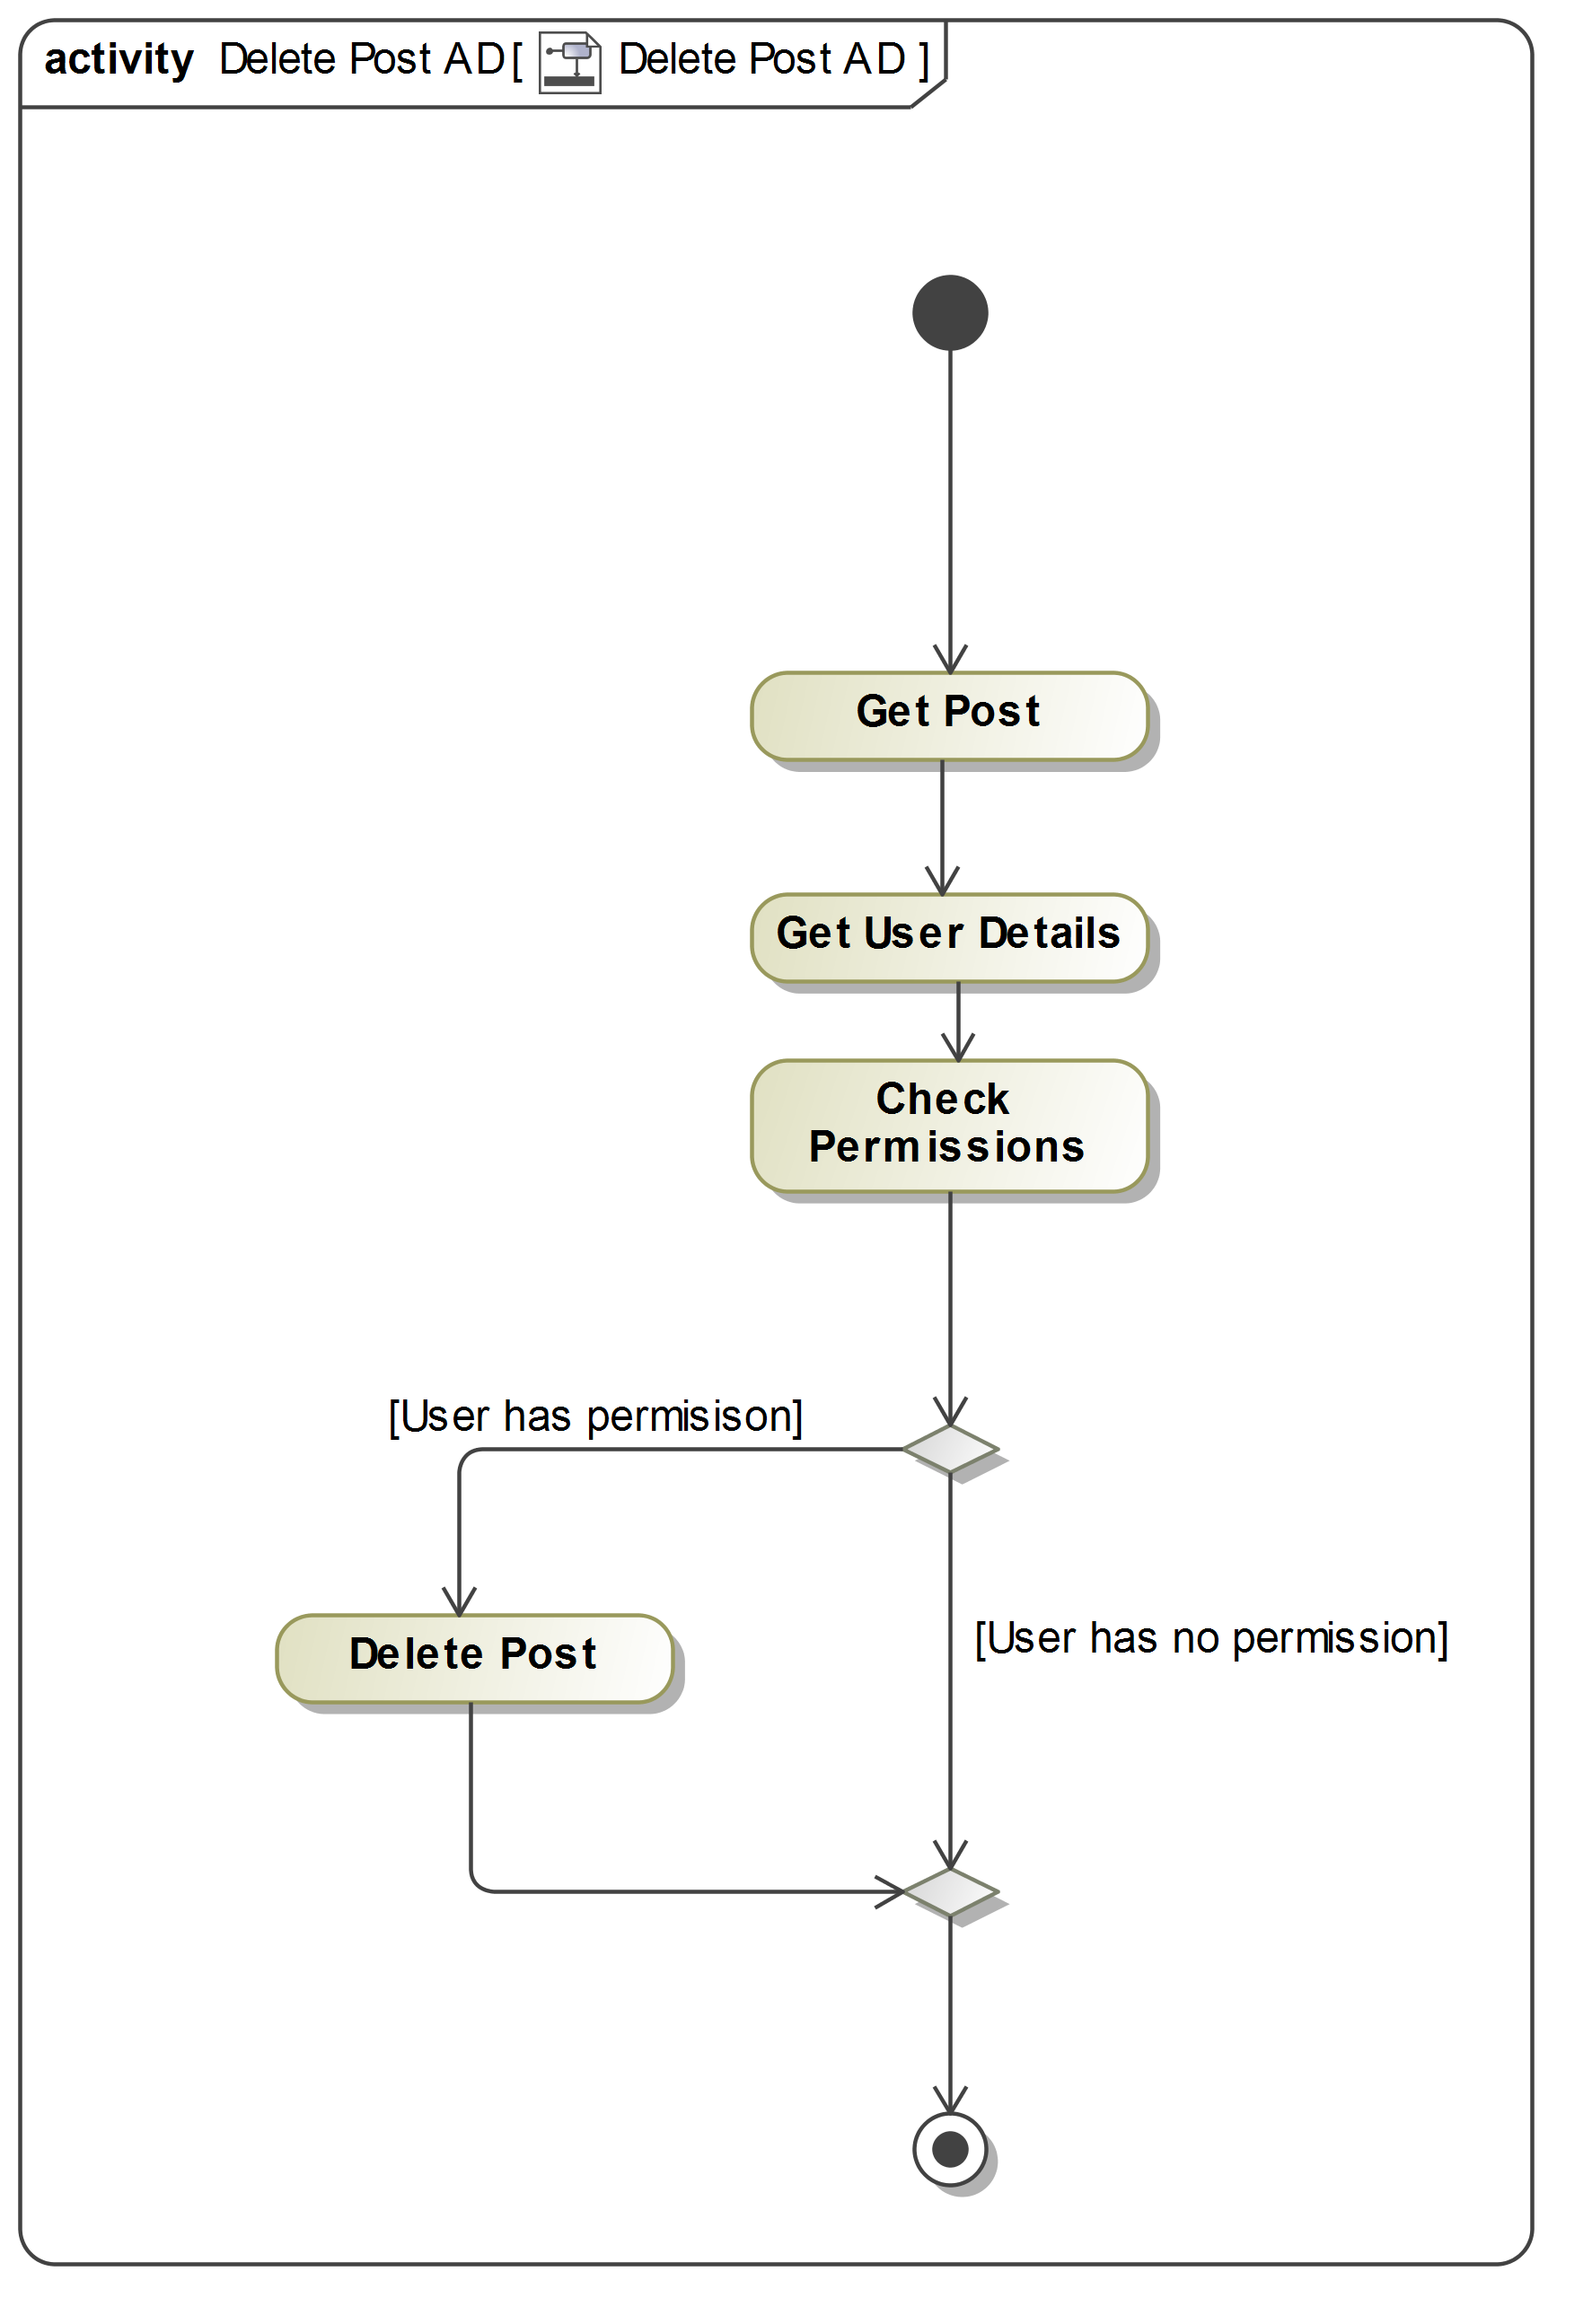 activity Delete Post AD[ Delete Post AD ]
Get Post
Get User Details
Check
Permissions
[User has permisison]
[User has no permission]
Delete Post